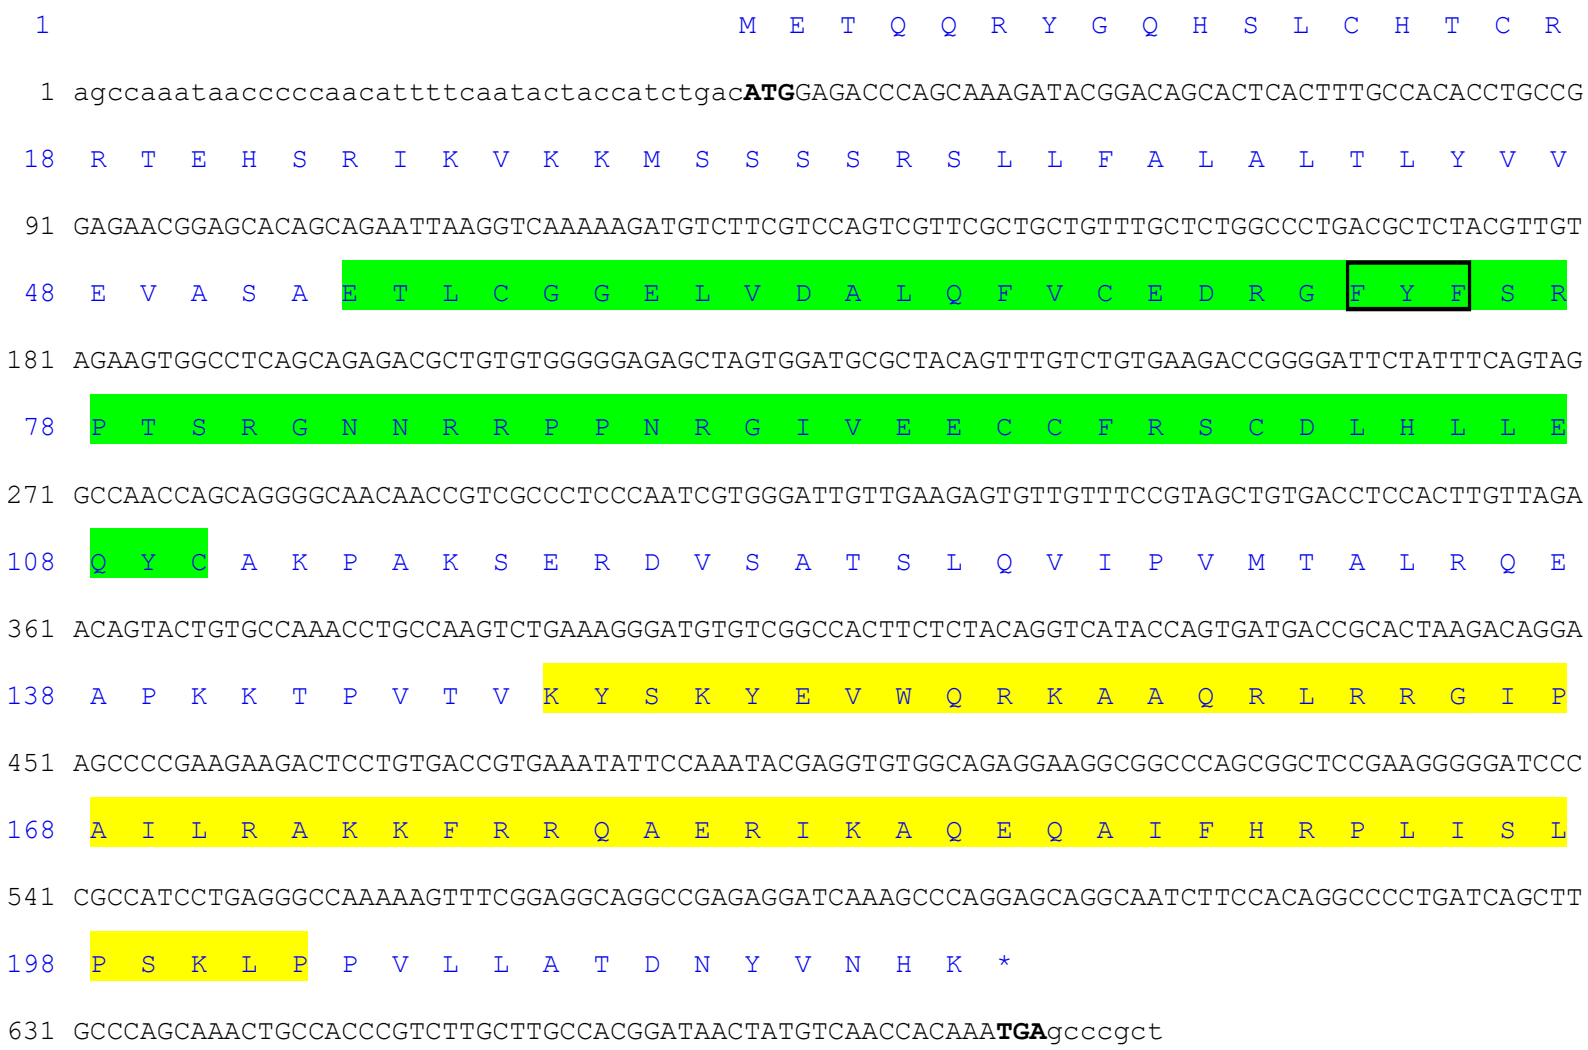 1 M E T Q Q R Y G Q H S L C H T C R
1 agccaaataacccccaacattttcaatactaccatctgacATGGAGACCCAGCAAAGATACGGACAGCACTCACTTTGCCACACCTGCCG
18 R T E H S R I K V K K M S S S R S L L F A L A L T L Y V V
91 GAGAACGGAGCACAGCAGAATTAAGGTCAAAAAGATGTCTTCGTCCAGTCGTTCGCTGCTGTTTGCTCTGGCCCTGACGCTCTACGTTGT
48 E V A S A E T L C G G E L V D A L Q F V C E D R G F Y F S R
181 AGAAGTGGCCTCAGCAGAGACGCTGTGTGGGGGAGAGCTAGTGGATGCGCTACAGTTTGTCTGTGAAGACCGGGGATTCTATTTCAGTAG
78 P T S R G N N R R P P N R G I V E E C C F R S C D L H L L E
271 GCCAACCAGCAGGGGCAACAACCGTCGCCCTCCCAATCGTGGGATTGTTGAAGAGTGTTGTTTCCGTAGCTGTGACCTCCACTTGTTAGA
108 Q Y C A K P A K S E R D V S A T S L Q V I P V M T A L R Q E
361 ACAGTACTGTGCCAAACCTGCCAAGTCTGAAAGGGATGTGTCGGCCACTTCTCTACAGGTCATACCAGTGATGACCGCACTAAGACAGGA
138 A P K K T P V T V K Y S K Y E V W Q R K A A Q R L R R G I P
451 AGCCCCGAAGAAGACTCCTGTGACCGTGAAATATTCCAAATACGAGGTGTGGCAGAGGAAGGCGGCCCAGCGGCTCCGAAGGGGGATCCC
168 A I L R A K K F R R Q A E R I K A Q E Q A I F H R P L I S L
541 CGCCATCCTGAGGGCCAAAAAGTTTCGGAGGCAGGCCGAGAGGATCAAAGCCCAGGAGCAGGCAATCTTCCACAGGCCCCTGATCAGCTT
198 P S K L P P V L L A T D N Y V N H K *
631 GCCCAGCAAACTGCCACCCGTCTTGCTTGCCACGGATAACTATGTCAACCACAAATGAgcccgct